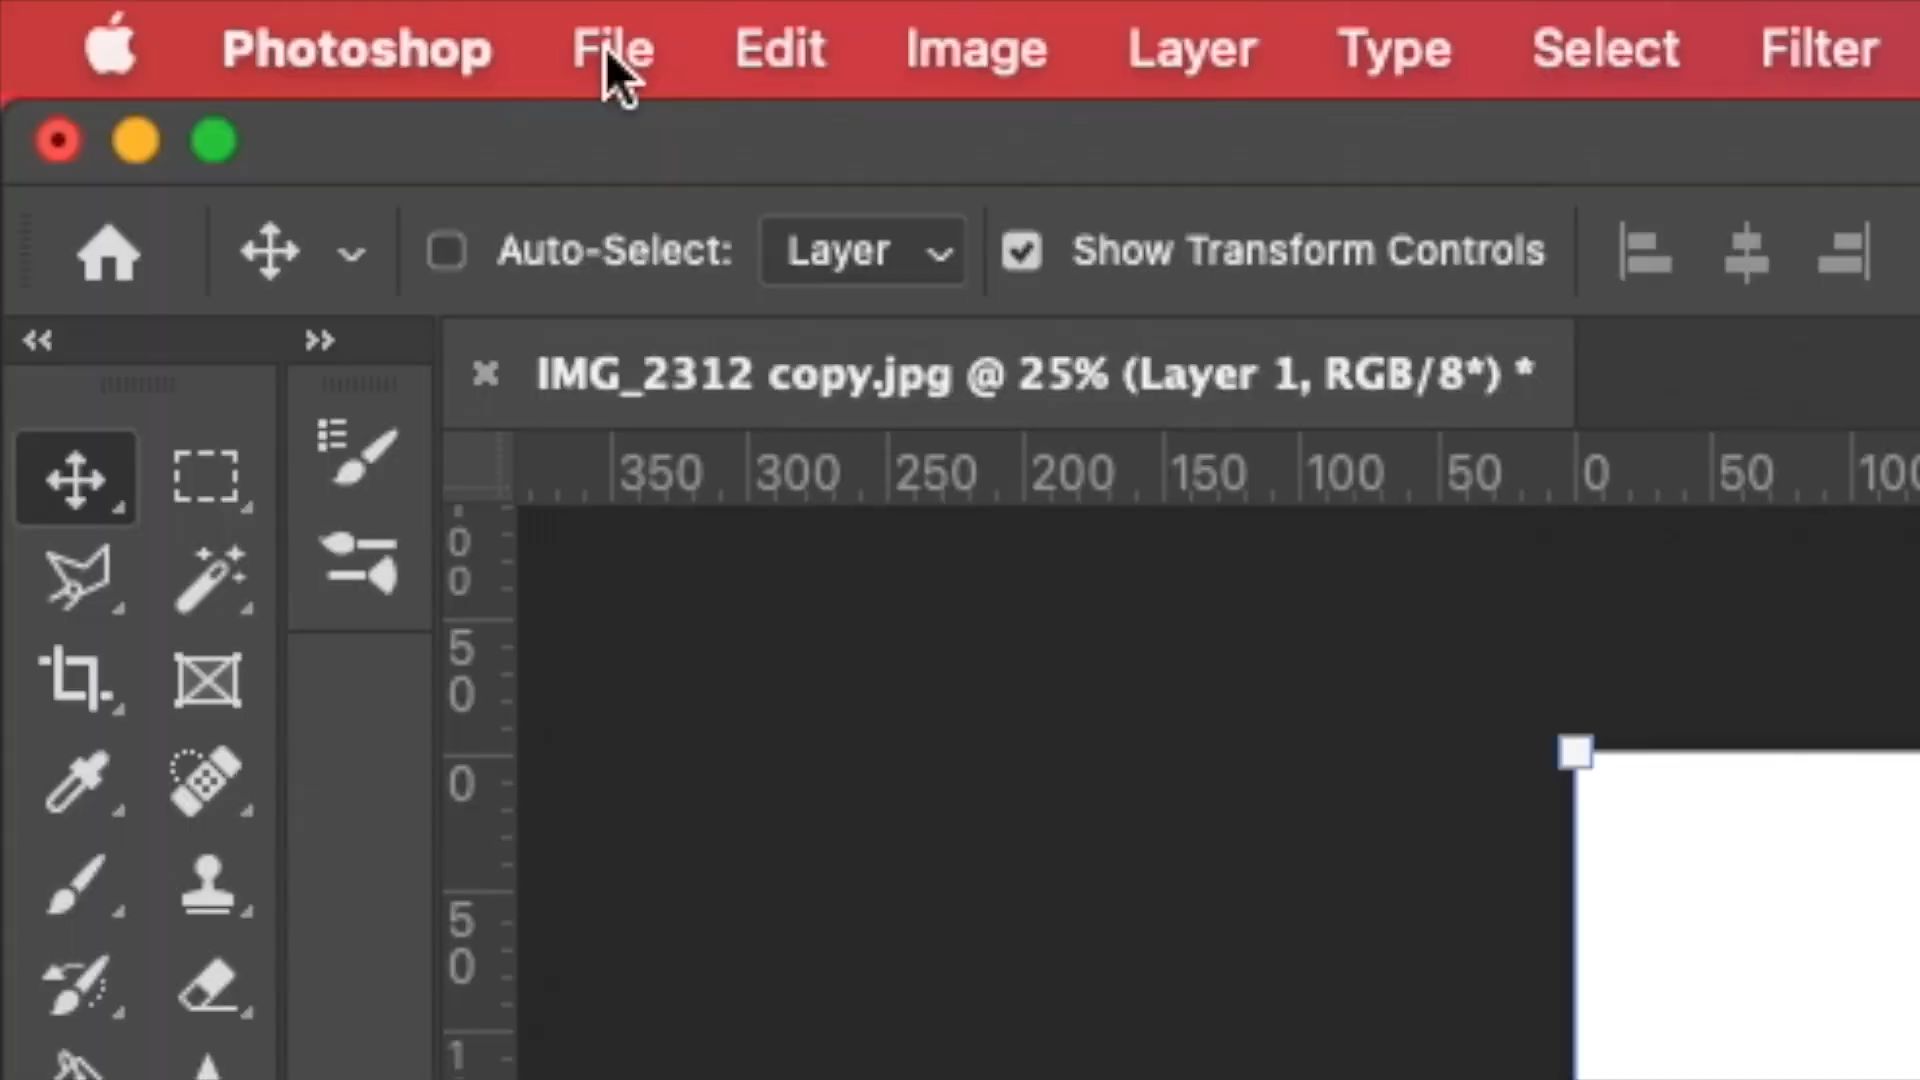 Photoshop File Edit Image Layer Type Select Filter
Auto-Select: Layer Show Transform Controls
IMG_2312 copy.jpg @ 25% (Layer 1, RGB/8*) *
350 300 250 200 150 100 50 0 50 100
0
0
5
0
0
5
0
1